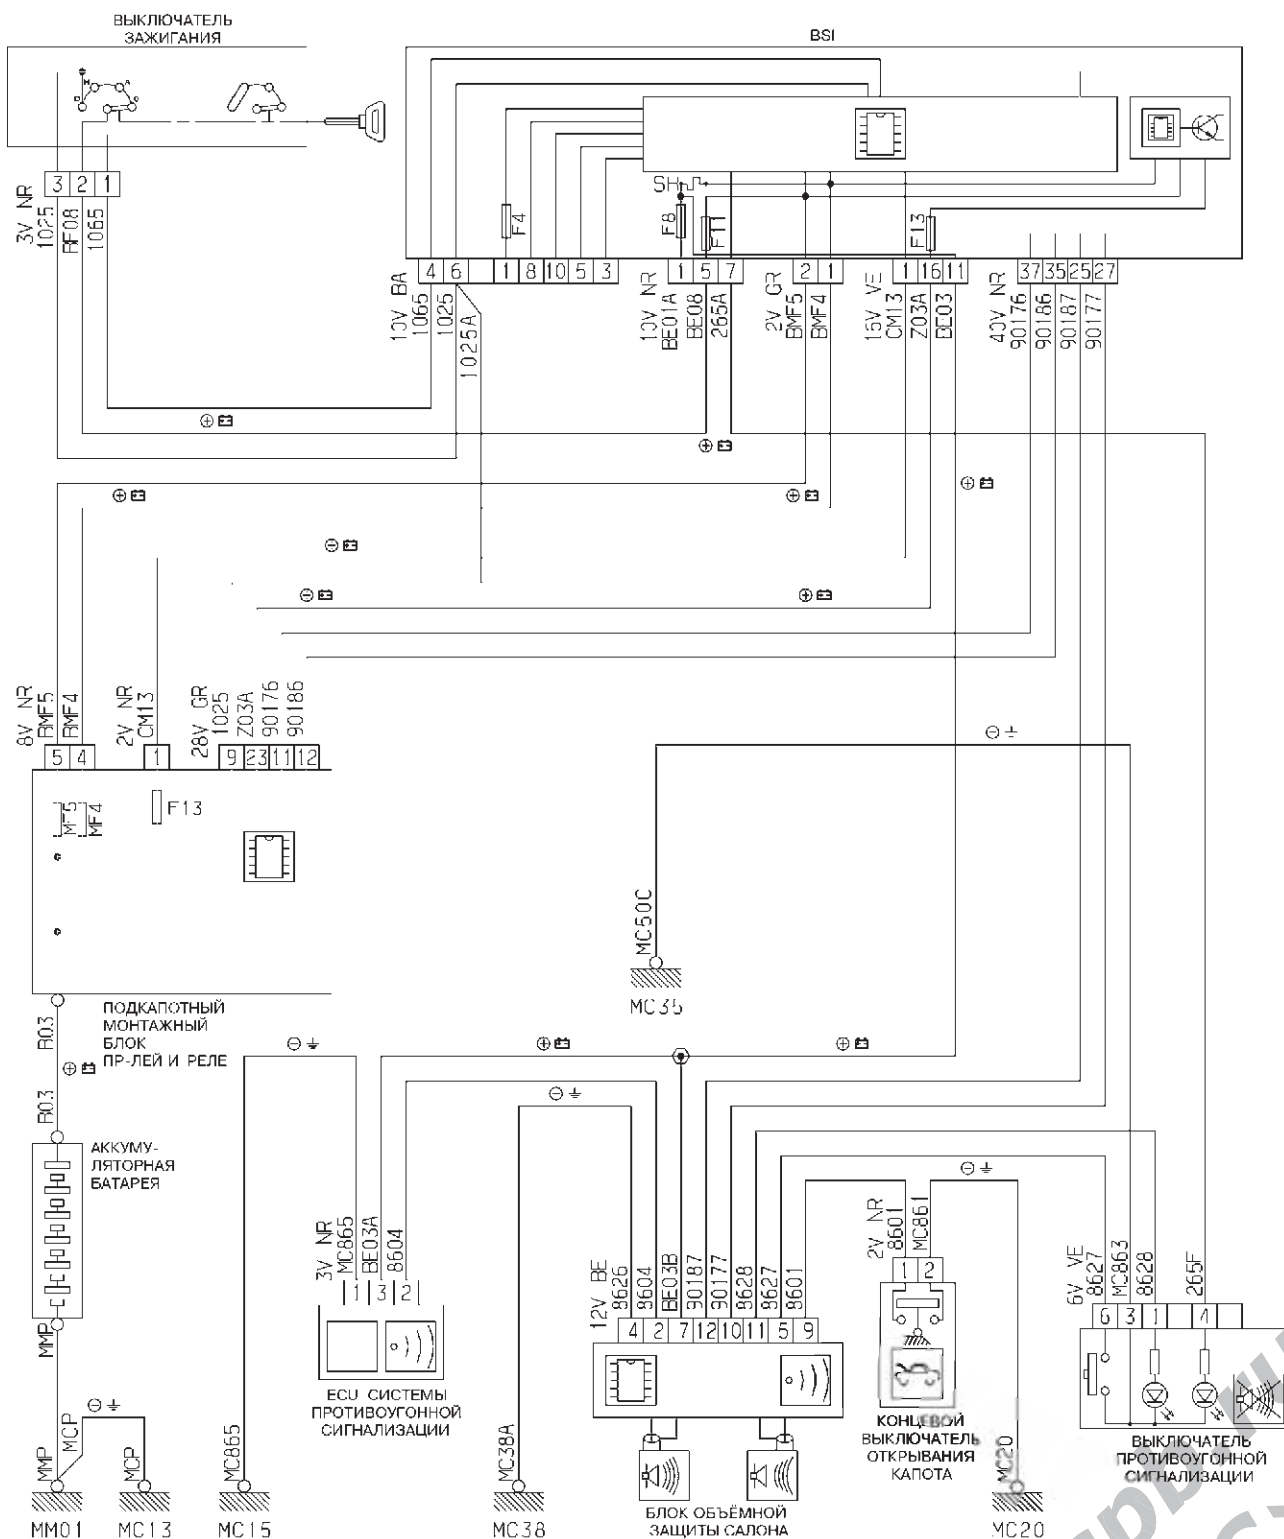 ВЫКЛЮЧАТЕЛЬ
ЗАЖИГАНИЯ
BSI
3 2 1
3V NR
1025
RF08
1065
SH
F4
F8
F11
F13
4 6 1 8 10 5 3
1 5 7
2 1
1 16 11
37 35 25 27
10V BA
1065
1025
1025A
10V NR
BE01A
BE08
265A
2V GR
BMF5
BMF4
16V VE
CM13
Z03A
BE03
40V NR
90176
90186
90187
90177
8V NR
BMF5
BMF4
2V NR
CM13
28V GR
1025
Z03A
90176
90186
5 4
1
9 23 11 12
MF5
MF4
F13
ПОДКАПОТНЫЙ
МОНТАЖНЫЙ
БЛОК
ПР-ЛЕЙ И РЕЛЕ
B03
B03
MC50C
MC35
АККУМУ-
ЛЯТОРНАЯ
БАТАРЕЯ
MMP
MMP
MCP
MCP
MM01
MC13
MC865
MC15
3V NR
MC865
BE03A
8604
1 3 2
ECU СИСТЕМЫ
ПРОТИВОУГОННОЙ
СИГНАЛИЗАЦИИ
MC38A
MC38
12V BE
8626
8604
BE03B
90187
90177
8628
8627
8601
4 2 7 12 10 11 5 9
БЛОК ОБЪЁМНОЙ
ЗАЩИТЫ САЛОНА
2V NR
8601
MC861
1 2
КОНЦЕВОЙ
ВЫКЛЮЧАТЕЛЬ
ОТКРЫВАНИЯ
КАПОТА
MC20
MC20
6V VE
8627
MC863
8628
265F
6 3 1 4
ВЫКЛЮЧАТЕЛЬ
ПРОТИВОУГОННОЙ
СИГНАЛИЗАЦИИ